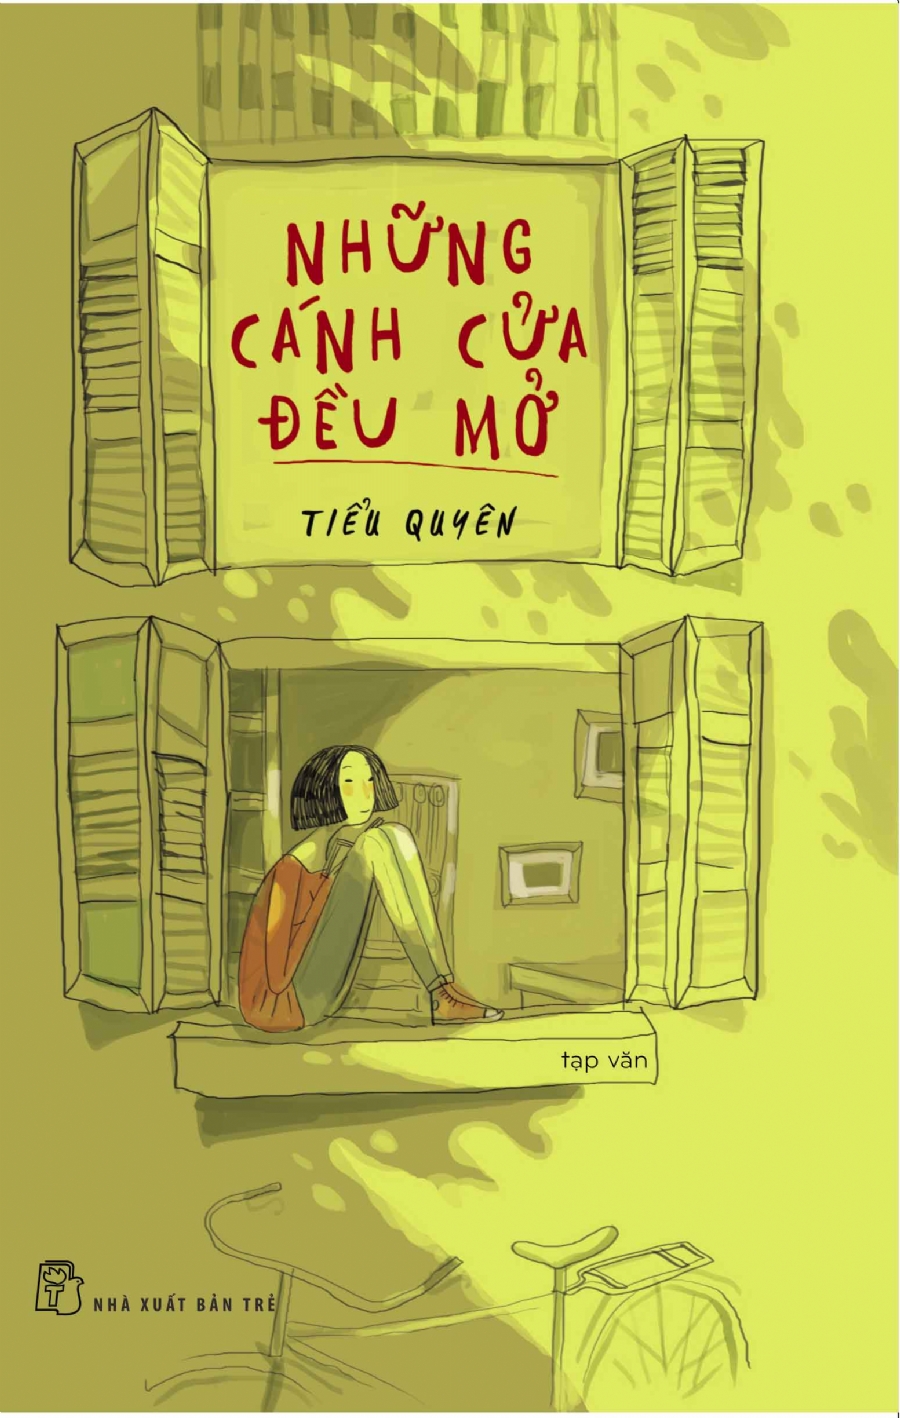 NHỮNG
CÁNH CỬA
ĐỀU MỞ
TIỂU QUYÊN
tạp văn
NHÀ XUẤT BẢN TRẺ